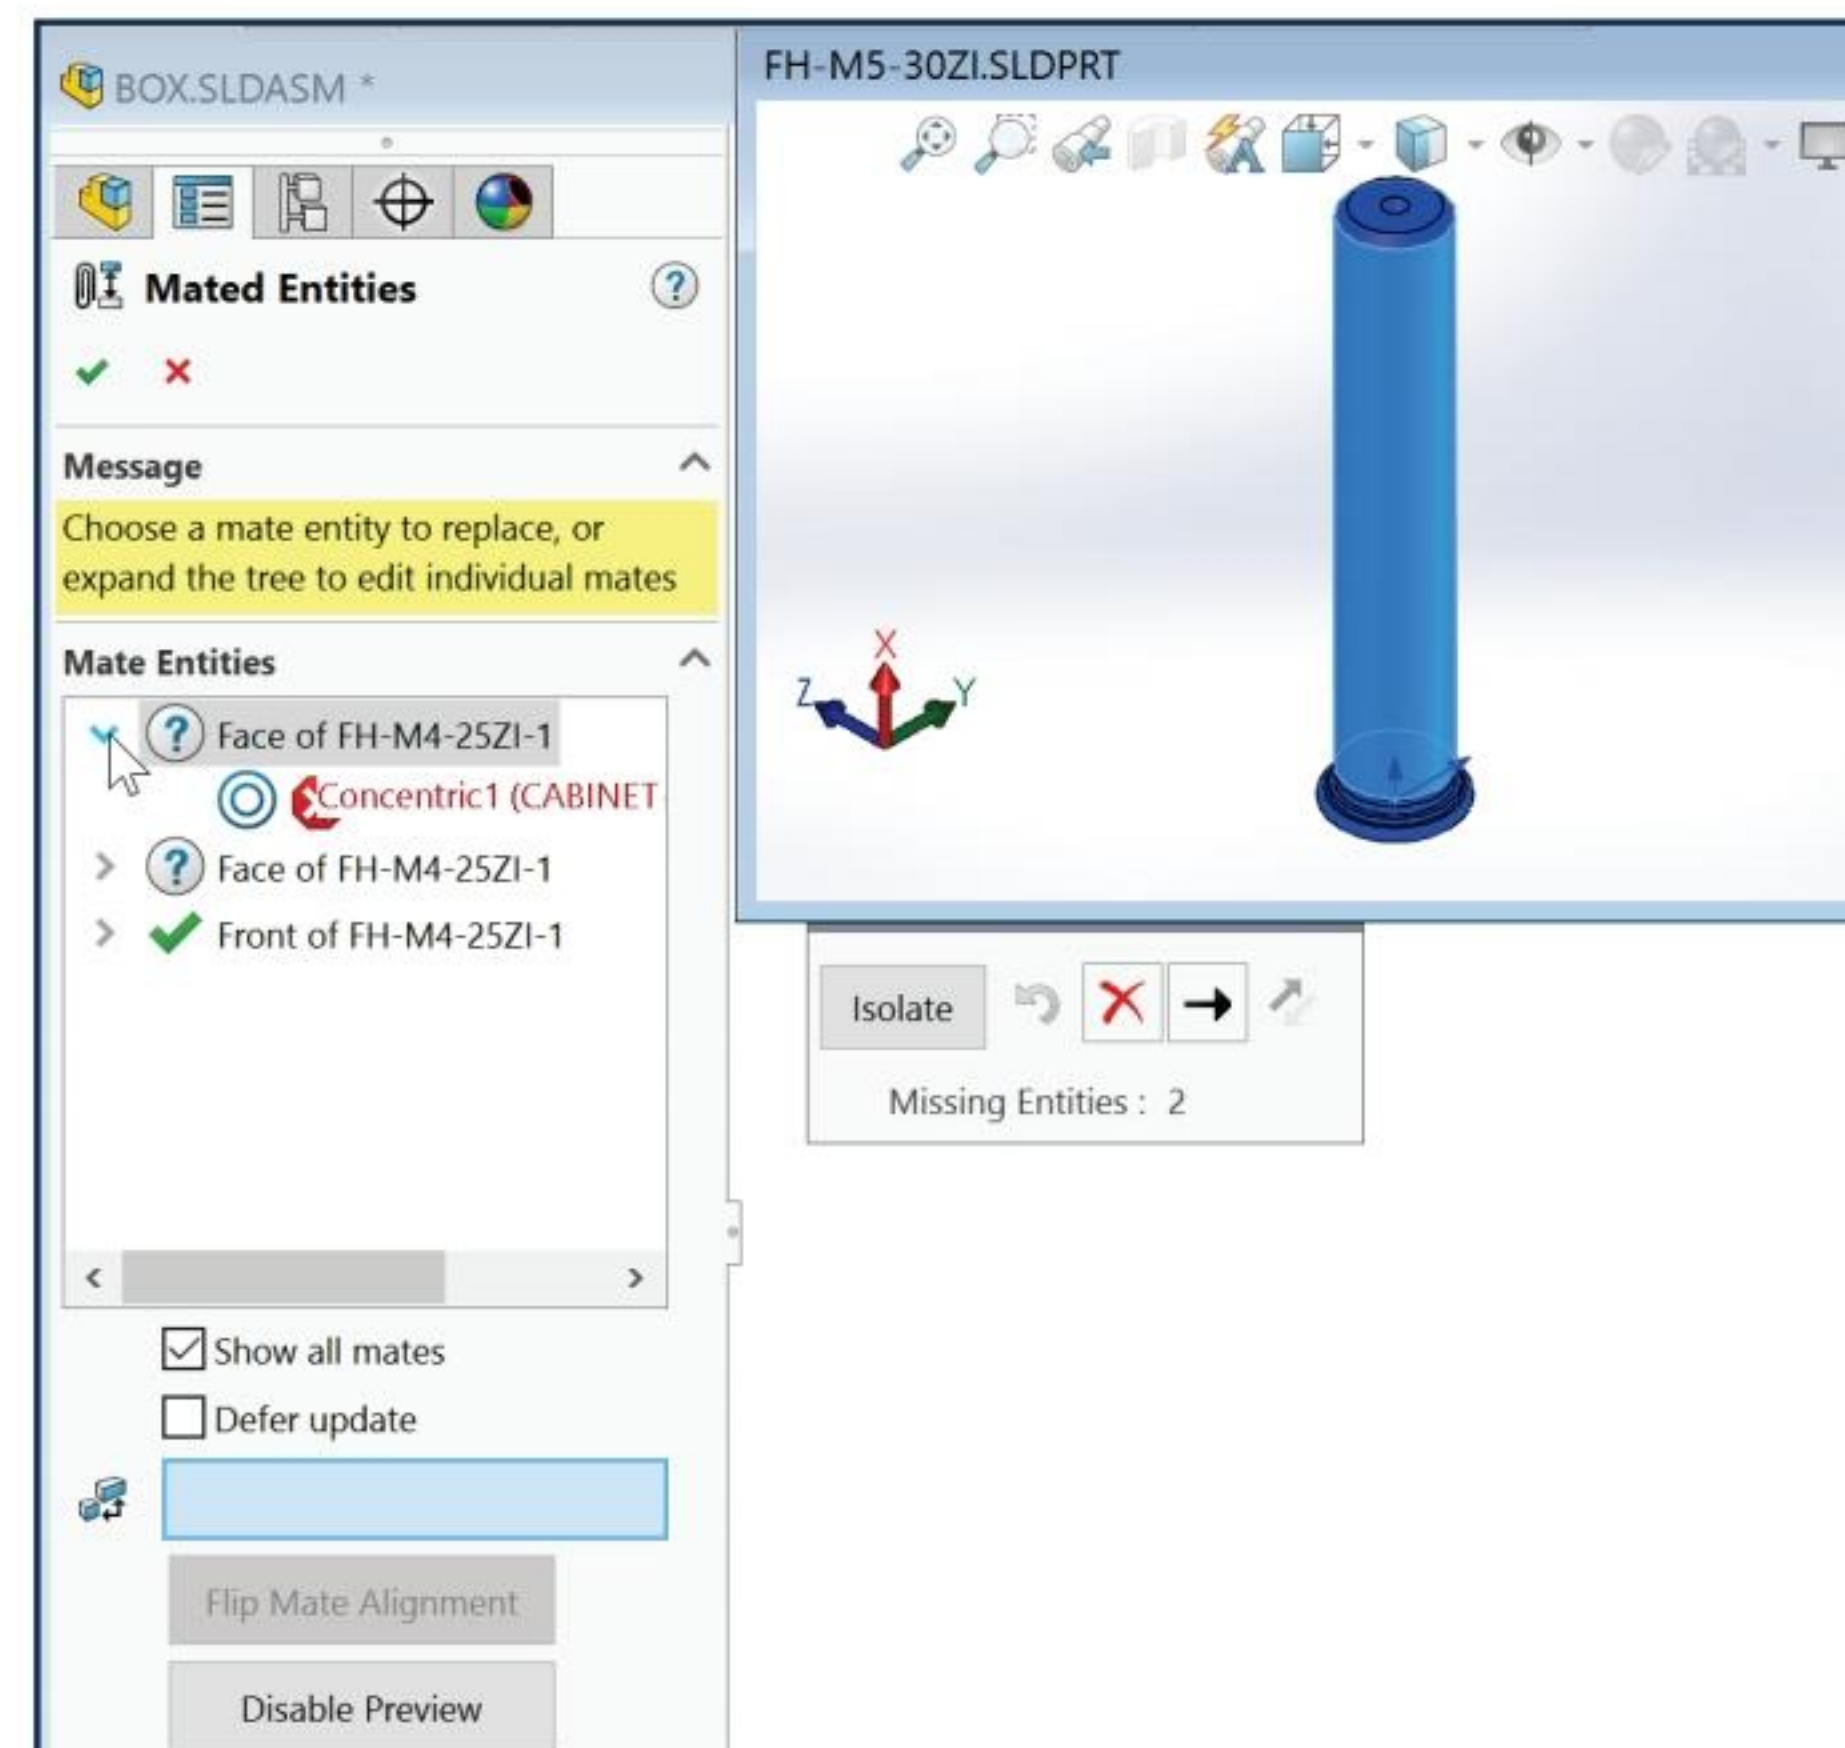 BOX.SLDASM *
FH-M5-30ZI.SLDPRT
Mated Entities
?
Message
Choose a mate entity to replace, or
expand the tree to edit individual mates
Mate Entities
? Face of FH-M4-25ZI-1
Concentric1 (CABINET
? Face of FH-M4-25ZI-1
Front of FH-M4-25ZI-1
Show all mates
Defer update
Flip Mate Alignment
Disable Preview
X
Z
Y
Isolate
Missing Entities : 2